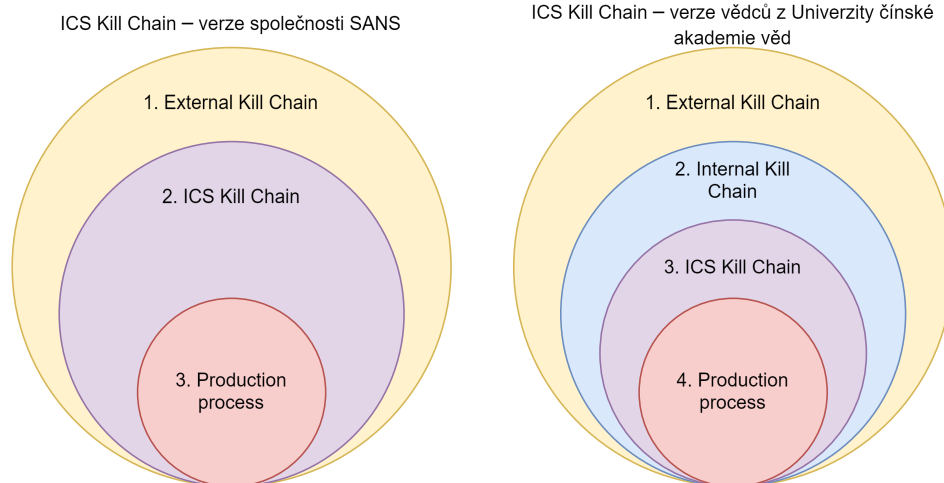 ICS Kill Chain – verze společnosti SANS
1. External Kill Chain
2. ICS Kill Chain
3. Production
process
ICS Kill Chain – verze vědců z Univerzity čínské
akademie věd
1. External Kill Chain
2. Internal Kill
Chain
3. ICS Kill Chain
4. Production
process